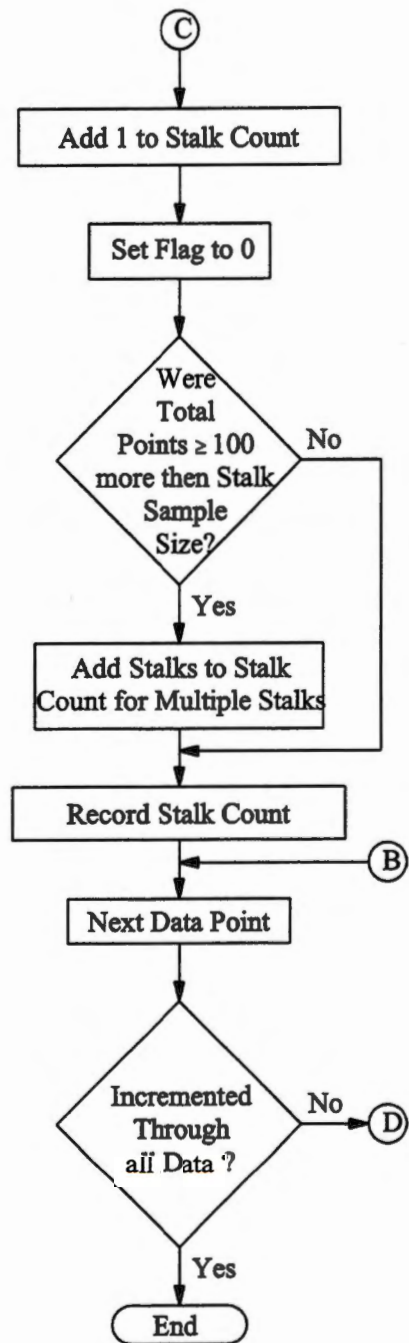 C
Add 1 to Stalk Count
Set Flag to 0
Were
Total
Points ≥ 100
more then Stalk
Sample
Size?
No
Yes
Add Stalks to Stalk
Count for Multiple Stalks
Record Stalk Count
B
Next Data Point
Incremented
Through
all Data ?
No
D
Yes
End